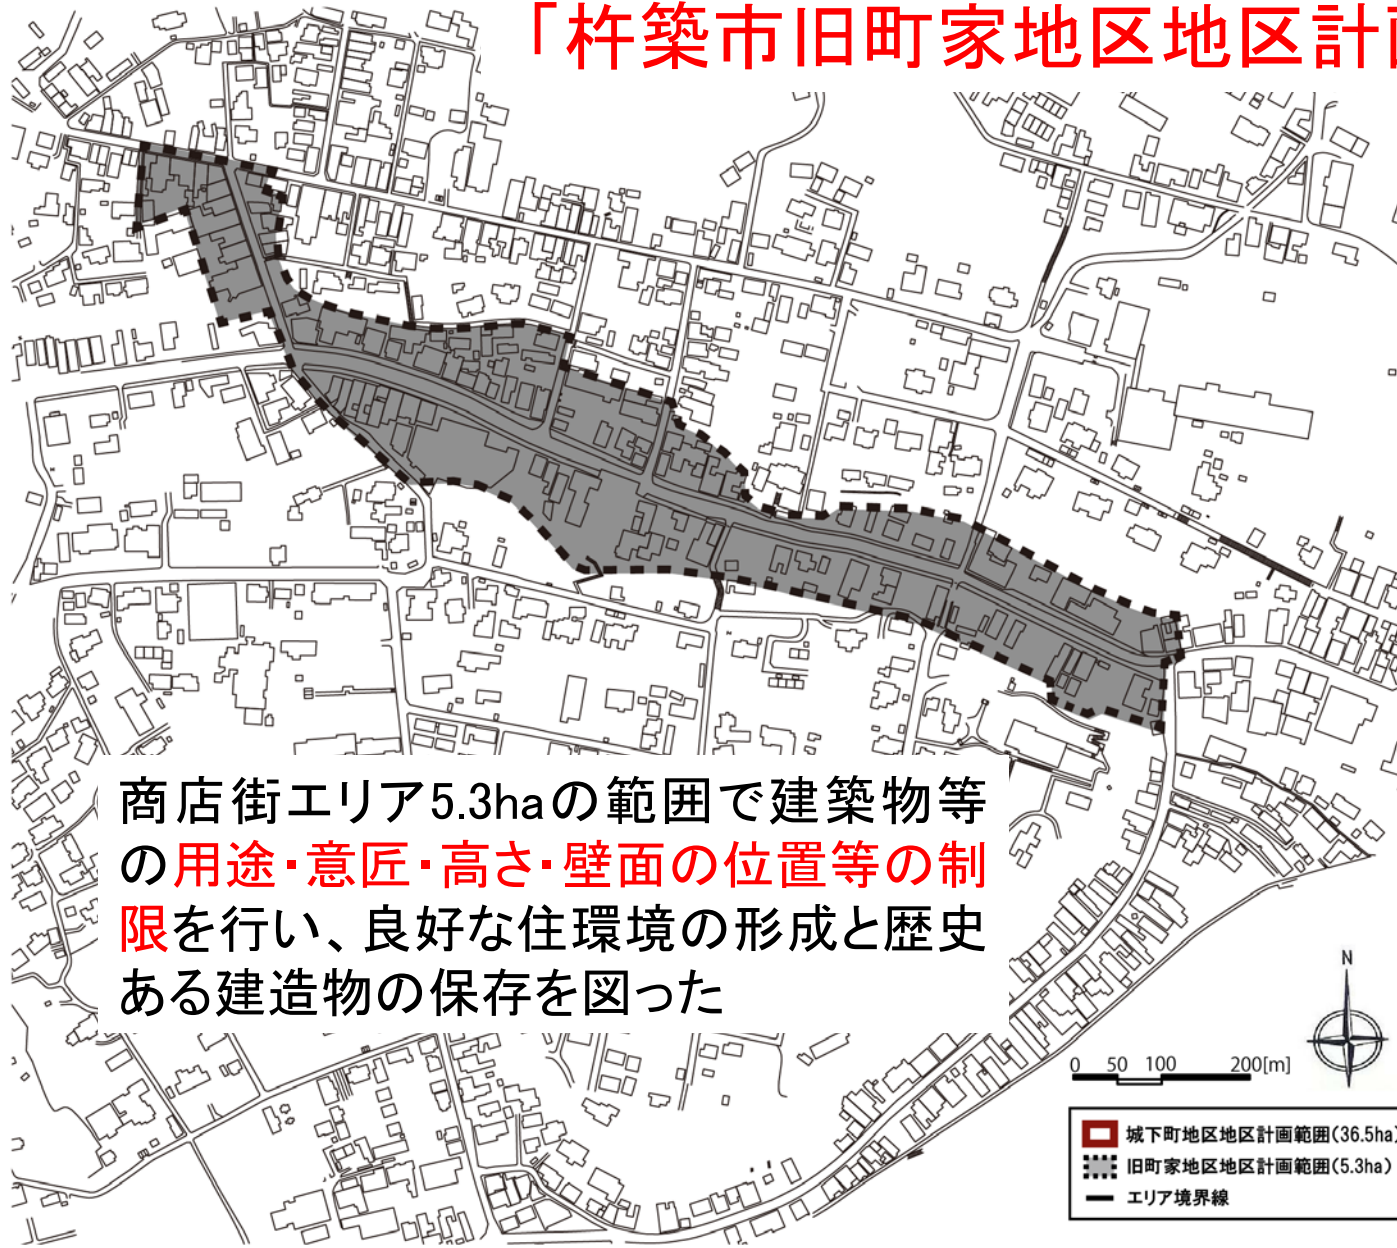 「杵築市旧町家地区地区計画
商店街エリア5.3haの範囲で建築物等
の用途・意匠・高さ・壁面の位置等の制
限を行い、良好な住環境の形成と歴史
ある建造物の保存を図った
N
0 50 100 200[m]
城下町地区地区計画範囲(36.5ha)
旧町家地区地区計画範囲(5.3ha)
エリア境界線